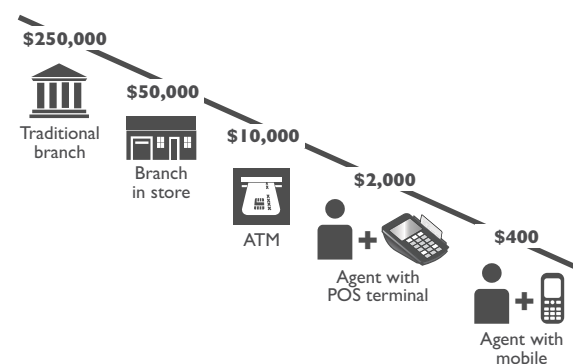 $250,000
Traditional
branch
$50,000
Branch
in store
$10,000
ATM
$2,000
Agent with
POS terminal
$400
Agent with
mobile